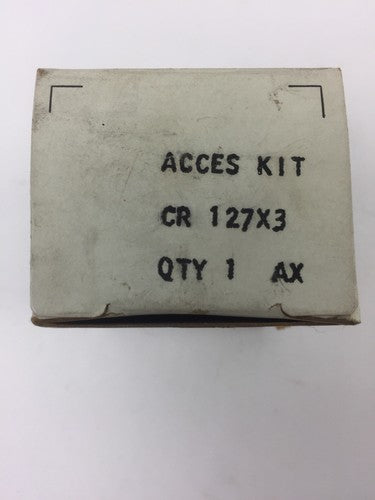 ACCES KIT
CR 127X3
QTY 1 AX